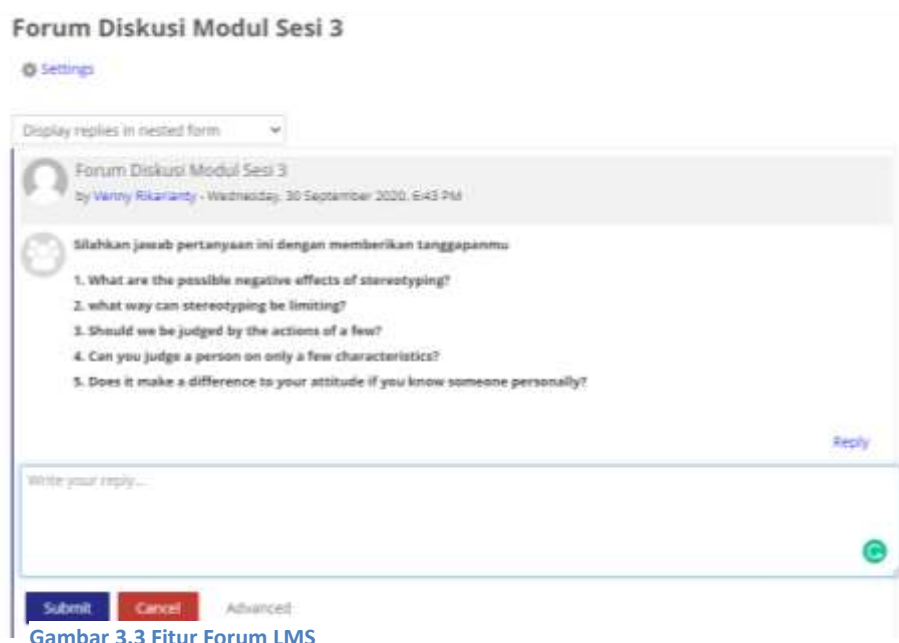 Forum Diskusi Modul Sesi 3
Settings
Display replies in nested form
Forum Diskusi Modul Sesi 3
by Venny Rikarianty - Wednesday, 30 September 2020, 6:43 PM
Silahkan jawab pertanyaan ini dengan memberikan tanggapanmu
1. What are the possible negative effects of stereotyping?
2. what way can stereotyping be limiting?
3. Should we be judged by the actions of a few?
4. Can you judge a person on only a few characteristics?
5. Does it make a difference to your attitude if you know someone personally?
Reply
Write your reply...
Submit Cancel Advanced
Gambar 3.3 Fitur Forum LMS